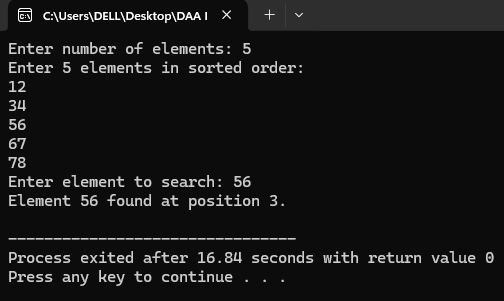 C:\Users\DELL\Desktop\DAA I
Enter number of elements: 5
Enter 5 elements in sorted order:
12
34
56
67
78
Enter element to search: 56
Element 56 found at position 3.
--------------------------------
Process exited after 16.84 seconds with return value 0
Press any key to continue . . .